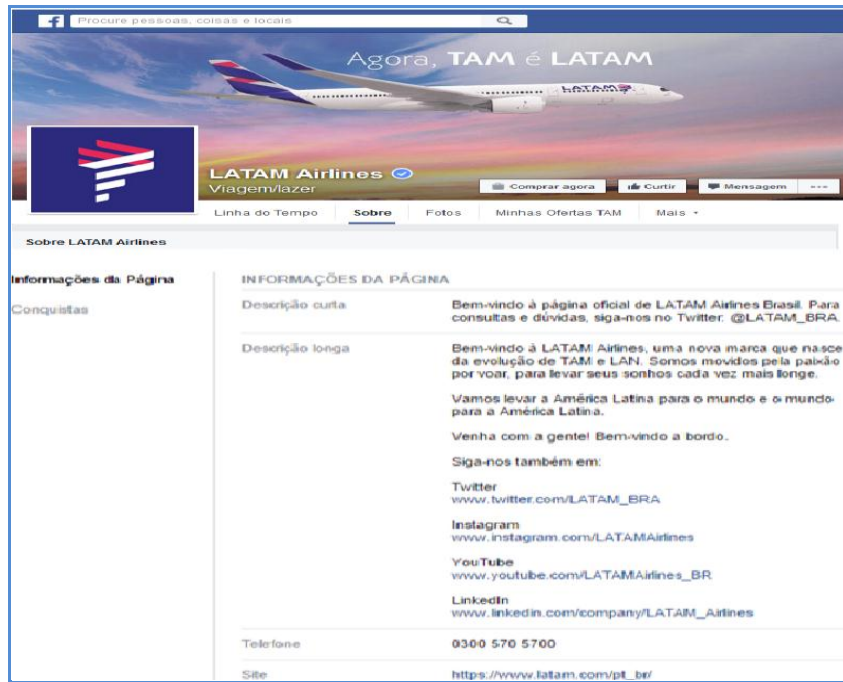 Procure pessoas, coisas e locais
Agora, TAM é LATAM
LATAM
LATAM Airlines
Viagem/lazer
Comprar agora
Curtir
Mensagem
Linha do Tempo
Sobre
Fotos
Minhas Ofertas TAM
Mais
Sobre LATAM Airlines
Informações da Página
Conquistas
INFORMAÇÕES DA PÁGINA
Descrição curta
Bem-vindo à página oficial de LATAM Airlines Brasil. Para
consultas e dúvidas, siga-nos no Twitter: @LATAM_BRA.
Descrição longa
Bem-vindo à LATAM Airlines, uma nova marca que nasce
da evolução de TAM e LAN. Somos movidos pela paixão
por voar, para levar seus sonhos cada vez mais longe.
Vamos levar a América Latina para o mundo e o mundo
para a América Latina.
Venha com a gente! Bem-vindo a bordo.
Siga-nos também em:
Twitter
www.twitter.com/LATAM_BRA
Instagram
www.instagram.com/LATAMAirlines
YouTube
www.youtube.com/LATAMAirlines_BR
LinkedIn
www.linkedin.com/company/LATAM_Airlines
Telefone
0300 570 5700
Site
https://www.latam.com/pt_br/